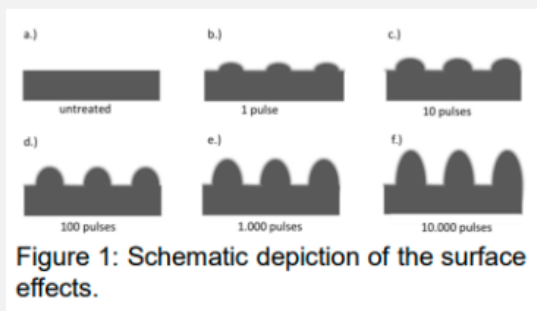 a.)
b.)
c.)
untreated
1 pulse
10 pulses
d.)
e.)
f.)
100 pulses
1.000 pulses
10.000 pulses
Figure 1: Schematic depiction of the surface
effects.